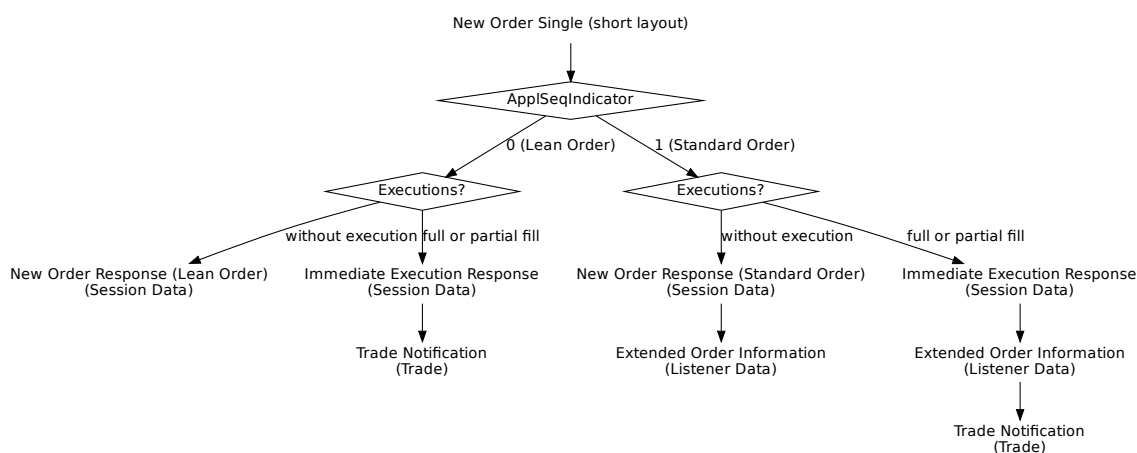 New Order Single (short layout)
ApplSeqIndicator
0 (Lean Order)
1 (Standard Order)
Executions?
Executions?
without execution
full or partial fill
without execution
full or partial fill
New Order Response (Lean Order)
(Session Data)
Immediate Execution Response
(Session Data)
New Order Response (Standard Order)
(Session Data)
Immediate Execution Response
(Session Data)
Trade Notification
(Trade)
Extended Order Information
(Listener Data)
Extended Order Information
(Listener Data)
Trade Notification
(Trade)